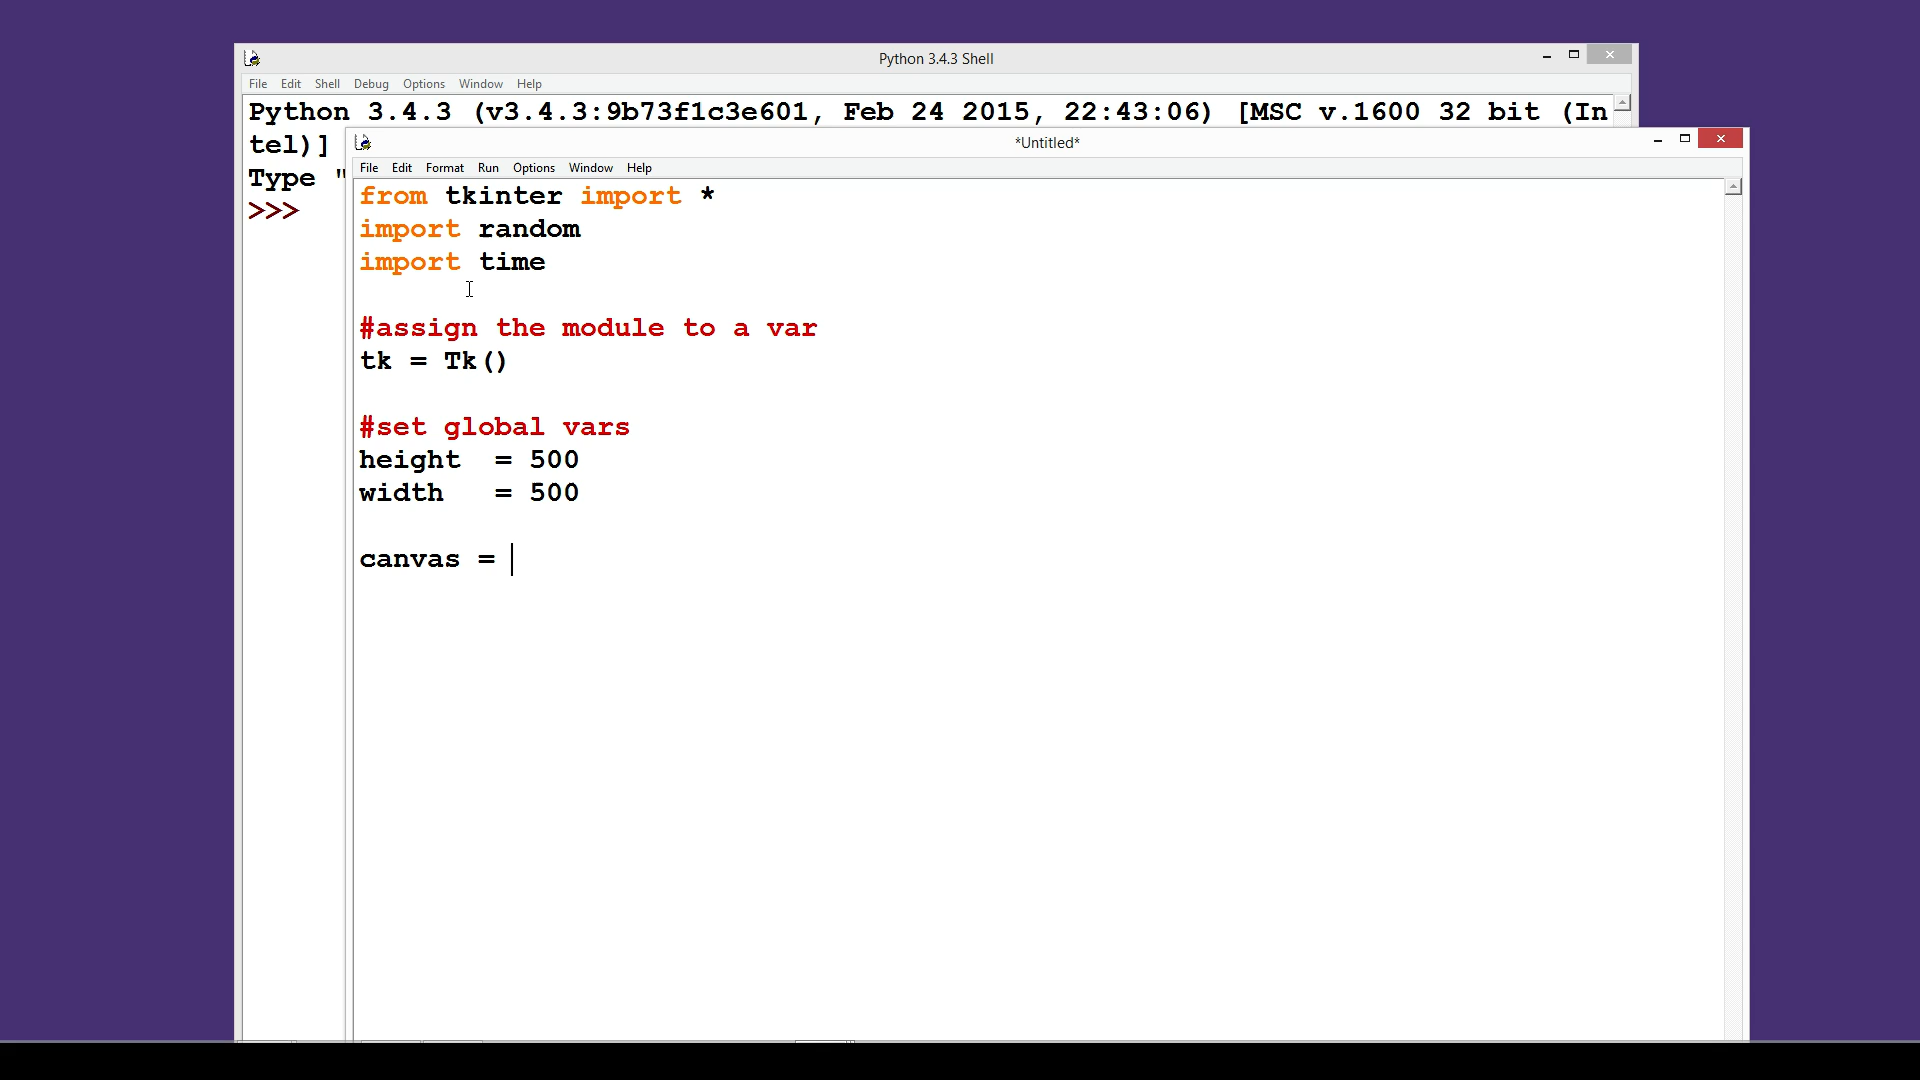 Python 3.4.3 Shell
File Edit Shell Debug Options Window Help
Python 3.4.3 (v3.4.3:9b73f1c3e601, Feb 24 2015, 22:43:06) [MSC v.1600 32 bit (In
tel)]
Type "
>>>
*Untitled*
File Edit Format Run Options Window Help
from tkinter import *
import random
import time
#assign the module to a var
tk = Tk()
#set global vars
height  = 500
width   = 500
canvas =